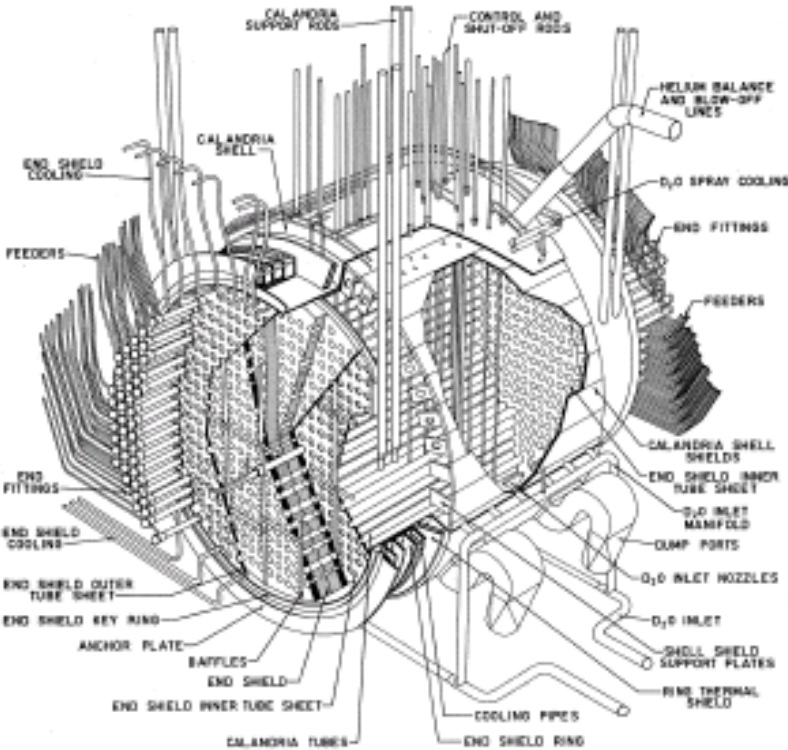 CALANDRIA
SUPPORT RODS
CONTROL AND
SHUT-OFF RODS
HELIUM BALANCE
AND BLOW-OFF
LINES
CALANDRIA
SHELL
END SHIELD
COOLING
D₂O SPRAY COOLING
END FITTINGS
FEEDERS
FEEDERS
CALANDRIA SHELL
SHIELDS
END SHIELD INNER
TUBE SHEET
END
FITTINGS
D₂O INLET
MANIFOLD
END SHIELD
COOLING
DUMP PORTS
D₂O INLET NOZZLES
END SHIELD OUTER
TUBE SHEET
END SHIELD KEY RING
D₂O INLET
ANCHOR PLATE
SHELL SHIELD
SUPPORT PLATES
BAFFLES
END SHIELD
RING THERMAL
SHIELD
END SHIELD INNER TUBE SHEET
COOLING PIPES
CALANDRIA TUBES
END SHIELD RING